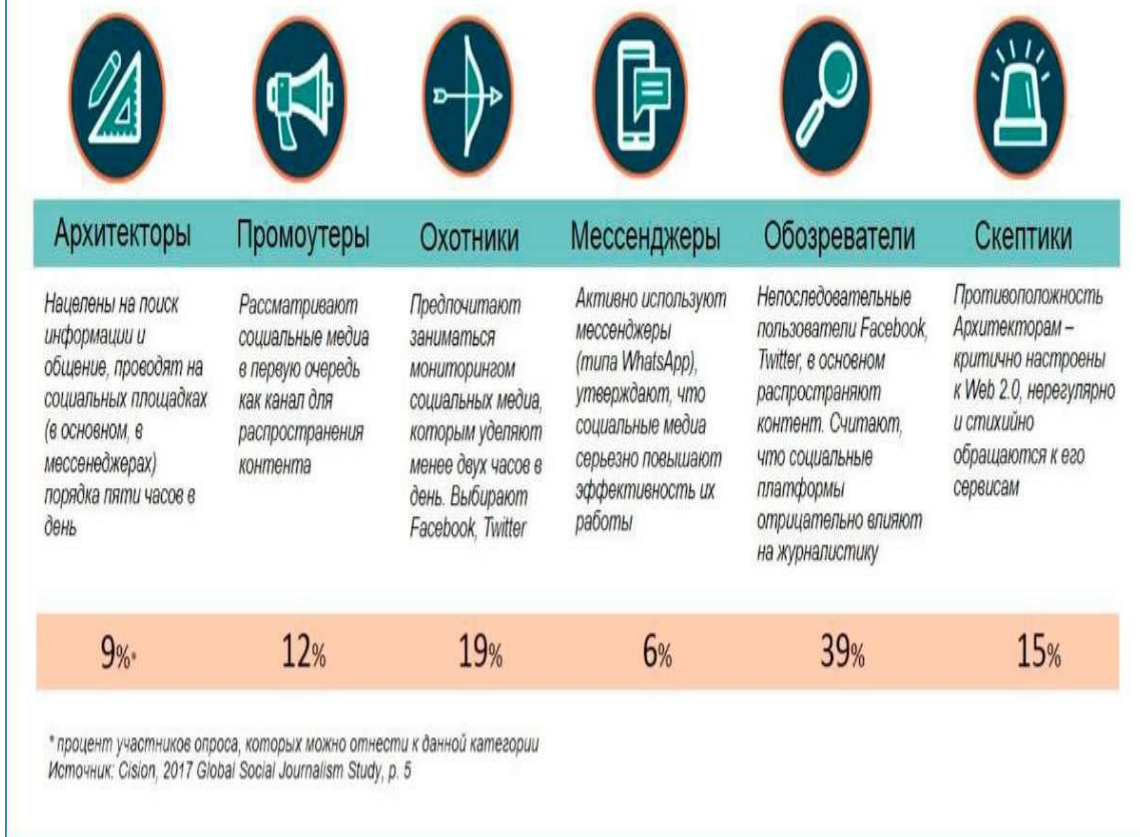 Архитекторы
Промоутеры
Охотники
Мессенджеры
Обозреватели
Скептики
Нацелены на поиск
информации и
общение, проводят на
социальных площадках
(в основном, в
мессенеджерах)
порядка пяти часов в
день
Рассматривают
социальные медиа
в первую очередь
как канал для
распространения
контента
Предпочитают
заниматься
мониторингом
социальных медиа,
которым уделяют
менее двух часов в
день. Выбирают
Facebook, Twitter
Активно используют
мессенджеры
(типа WhatsApp),
утверждают, что
социальные медиа
серьезно повышают
эффективность их
работы
Непоследовательные
пользователи Facebook,
Twitter, в основном
распространяют
контент. Считают,
что социальные
платформы
отрицательно влияют
на журналистику
Противоположность
Архитекторам –
критично настроены
к Web 2.0, нерегулярно
и стихийно
обращаются к его
сервисам
9%*
12%
19%
6%
39%
15%
* процент участников опроса, которых можно отнести к данной категории
Источник: Cision, 2017 Global Social Journalism Study, p. 5